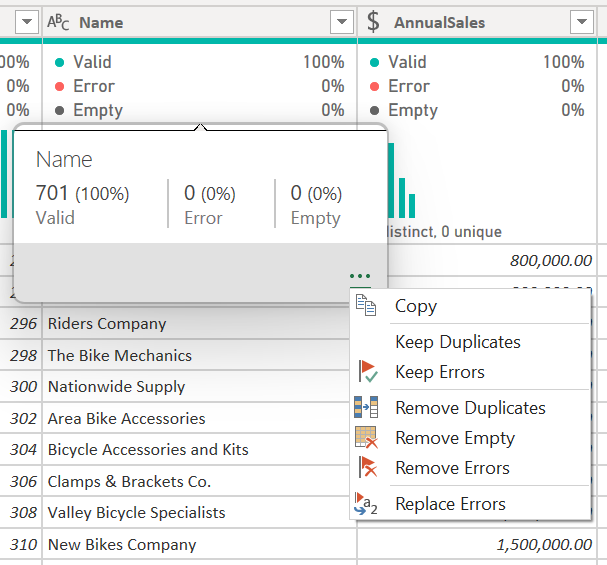 ABC Name $ AnnualSales
00% Valid 100% Valid 100%
0% Error 0% Error 0%
0% Empty 0% Empty 0%
Name
701 (100%) 0 (0%) 0 (0%)
Valid Error Empty
distinct, 0 unique
800,000.00
...
296 Riders Company
298 The Bike Mechanics
300 Nationwide Supply
302 Area Bike Accessories
304 Bicycle Accessories and Kits
306 Clamps & Brackets Co.
308 Valley Bicycle Specialists
310 New Bikes Company 1,500,000.00
Copy
Keep Duplicates
Keep Errors
Remove Duplicates
Remove Empty
Remove Errors
a2 Replace Errors